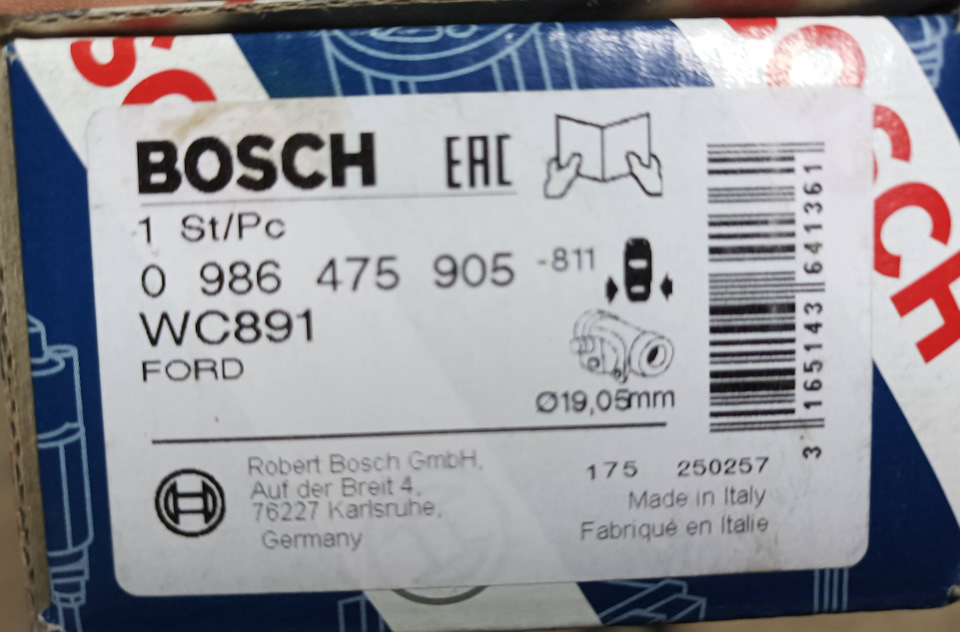 BOSCH
BOSCH EAC
1 St/Pc
0 986 475 905 -811
WC891
FORD
Ø19,05mm
3 165143 641361
Robert Bosch GmbH,
Auf der Breit 4,
76227 Karlsruhe,
Germany
175 250257
Made in Italy
Fabriqué en Italie